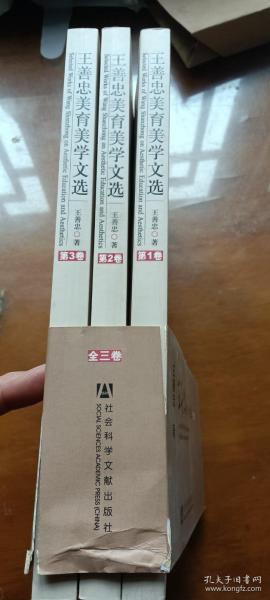 王善忠美育美学文选
Selected Works of Wang Shanzhong on Aesthetic Education and Aesthetics
王善忠◎著
第3卷
王善忠美育美学文选
Selected Works of Wang Shanzhong on Aesthetic Education and Aesthetics
王善忠◎著
第2卷
王善忠美育美学文选
Selected Works of Wang Shanzhong on Aesthetic Education and Aesthetics
王善忠◎著
第1卷
全三卷
社会科学文献出版社
SOCIAL SCIENCES ACADEMIC PRESS (CHINA)
孔夫子旧书网